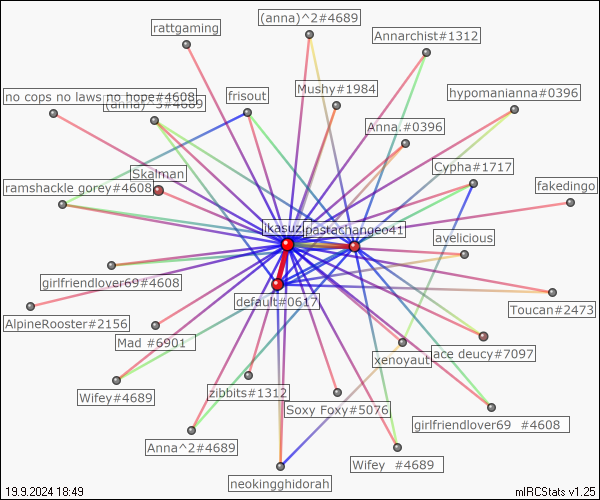 (anna)^2#4689
rattgaming
Annarchist#1312
Mushy#1984
hypomanianna#0396
no cops no laws no hope#4608
frisout
(anna)^3#4689
Anna.#0396
Cypha#1717
Skalman
ramshackle gorey#4608
fakedingo
ikasuz
pastachangeo41
avelicious
girlfriendlover69#4608
default#0617
Toucan#2473
AlpineRooster#2156
Mad #6901
xenoyaut
ace deucy#7097
Wifey#4689
zibbits#1312
Soxy Foxy#5076
girlfriendlover69 #4608
Anna^2#4689
Wifey #4689
neokingghidorah
19.9.2024 18:49
mIRCStats v1.25